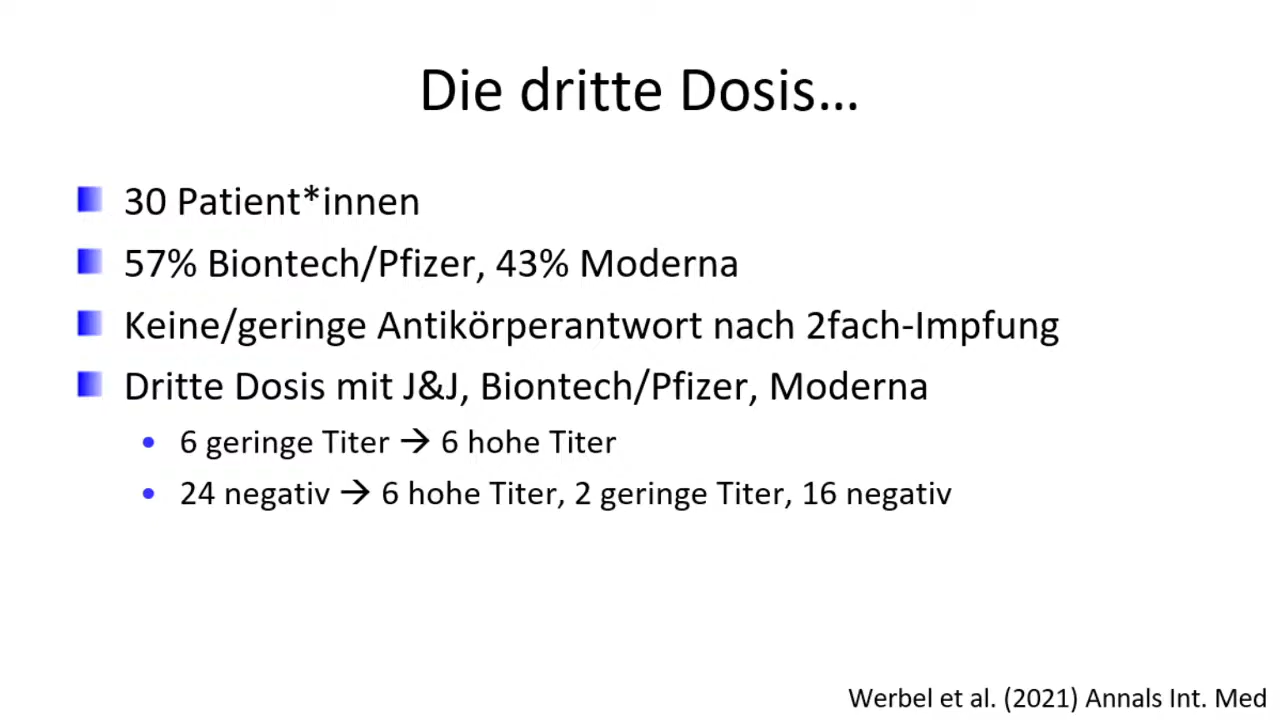 Die dritte Dosis...
30 Patient*innen
57% Biontech/Pfizer, 43% Moderna
Keine/geringe Antikörperantwort nach 2fach-Impfung
Dritte Dosis mit J&J, Biontech/Pfizer, Moderna
• 6 geringe Titer → 6 hohe Titer
• 24 negativ → 6 hohe Titer, 2 geringe Titer, 16 negativ
Werbel et al. (2021) Annals Int. Med